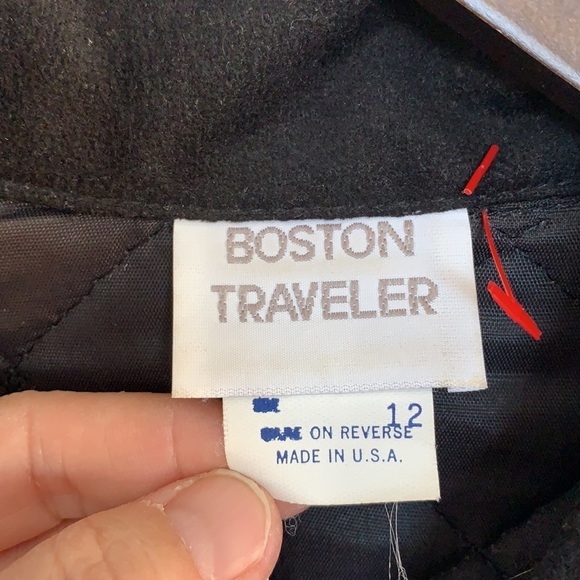 BOSTON
TRAVELER
12
ON REVERSE
MADE IN U.S.A.